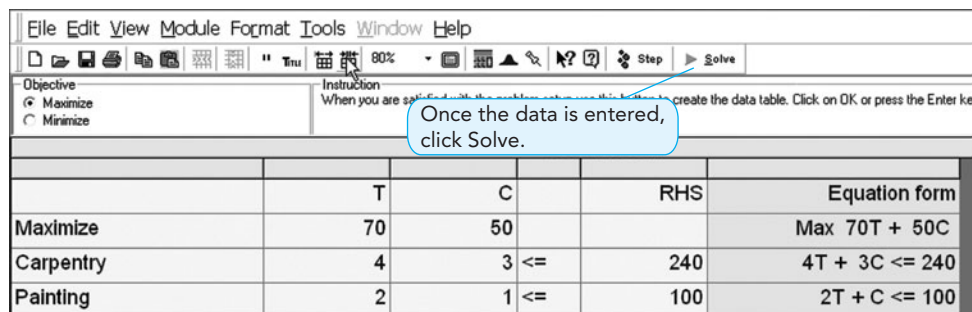 File Edit View Module Format Tools Window Help
80% Step Solve
Objective
Maximize
Minimize
Instruction
When you are satisfied with the problem setup use this button to create the data table. Click on OK or press the Enter ke
Once the data is entered,
click Solve.
T C RHS Equation form
Maximize 70 50 Max 70T + 50C
Carpentry 4 3 <= 240 4T + 3C <= 240
Painting 2 1 <= 100 2T + C <= 100